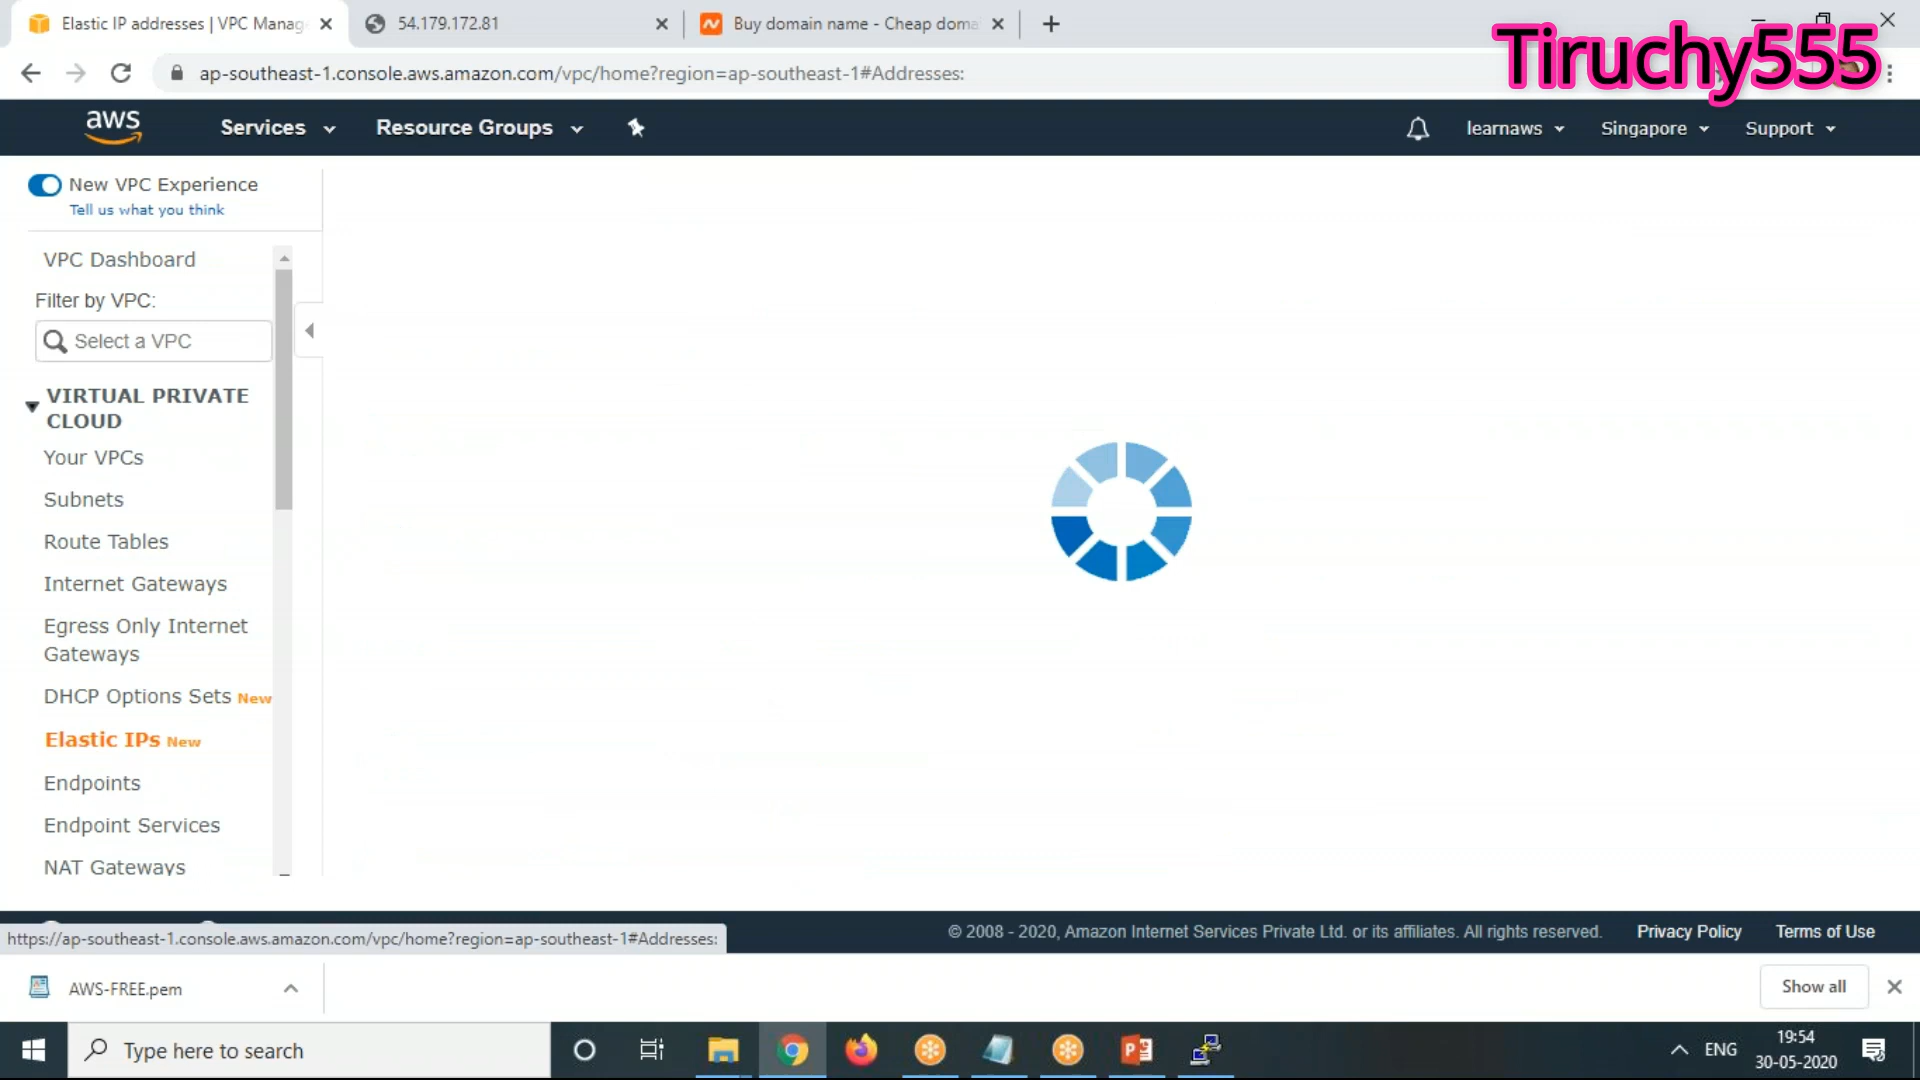 Elastic IP addresses | VPC Manag
54.179.172.81
Buy domain name - Cheap doma
Tiruchy555
ap-southeast-1.console.aws.amazon.com/vpc/home?region=ap-southeast-1#Addresses:
aws
Services
Resource Groups
learnaws
Singapore
Support
New VPC Experience
Tell us what you think
VPC Dashboard
Filter by VPC:
Select a VPC
VIRTUAL PRIVATE
CLOUD
Your VPCs
Subnets
Route Tables
Internet Gateways
Egress Only Internet
Gateways
DHCP Options Sets New
Elastic IPs New
Endpoints
Endpoint Services
NAT Gateways
https://ap-southeast-1.console.aws.amazon.com/vpc/home?region=ap-southeast-1#Addresses:
© 2008 - 2020, Amazon Internet Services Private Ltd. or its affiliates. All rights reserved.
Privacy Policy
Terms of Use
AWS-FREE.pem
Show all
Type here to search
ENG
19:54
30-05-2020